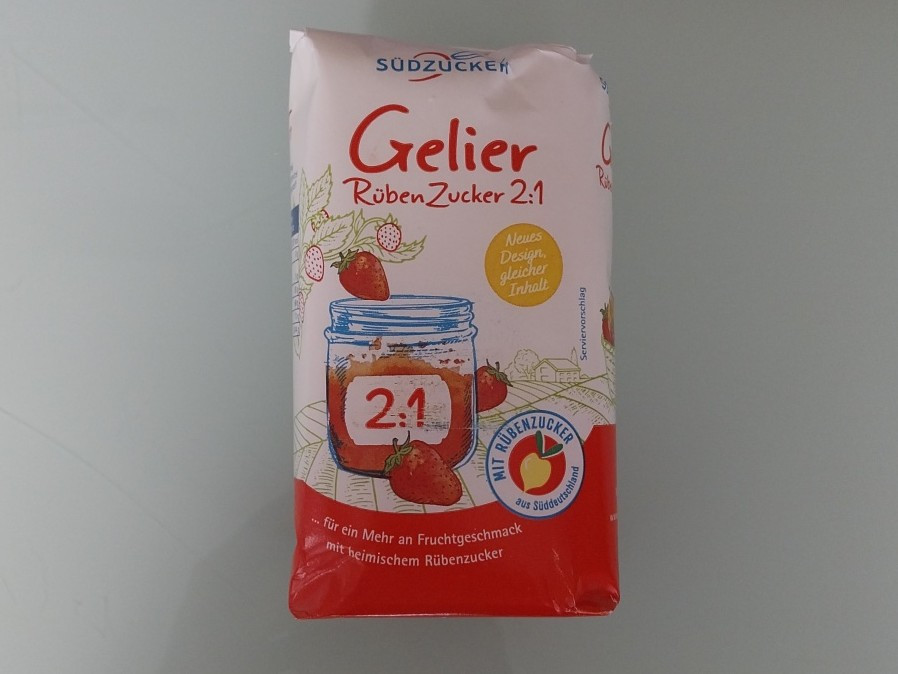 SÜDZUCKER
Gelier
RübenZucker 2:1
Neues
Design,
gleicher
Inhalt
Serviervorschlag
2:1
MIT RÜBENZUCKER
aus Süddeutschland
... für ein Mehr an Fruchtgeschmack
mit heimischem Rübenzucker